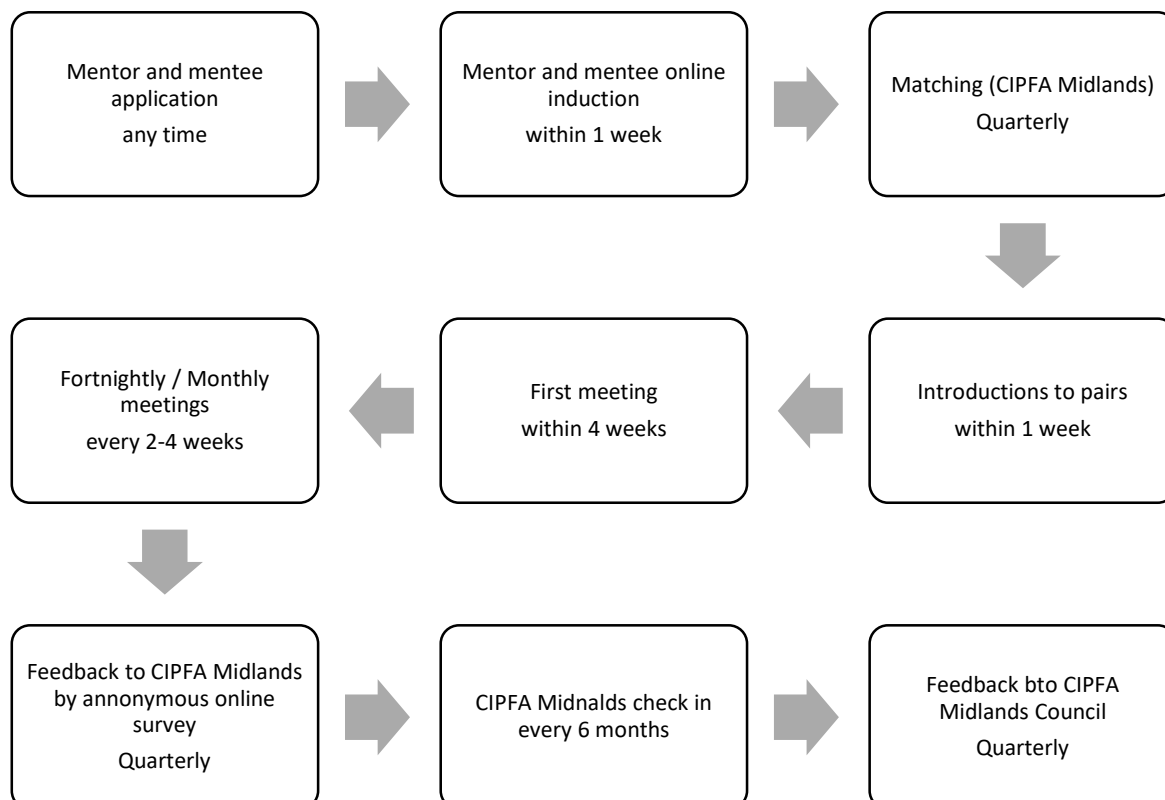 Mentor and mentee
application
any time
Mentor and mentee online
induction
within 1 week
Matching (CIPFA Midlands)
Quarterly
Introductions to pairs
within 1 week
First meeting
within 4 weeks
Fortnightly / Monthly
meetings
every 2-4 weeks
Feedback to CIPFA Midlands
by annonymous online
survey
Quarterly
CIPFA Midnalds check in
every 6 months
Feedback bto CIPFA
Midlands Council
Quarterly